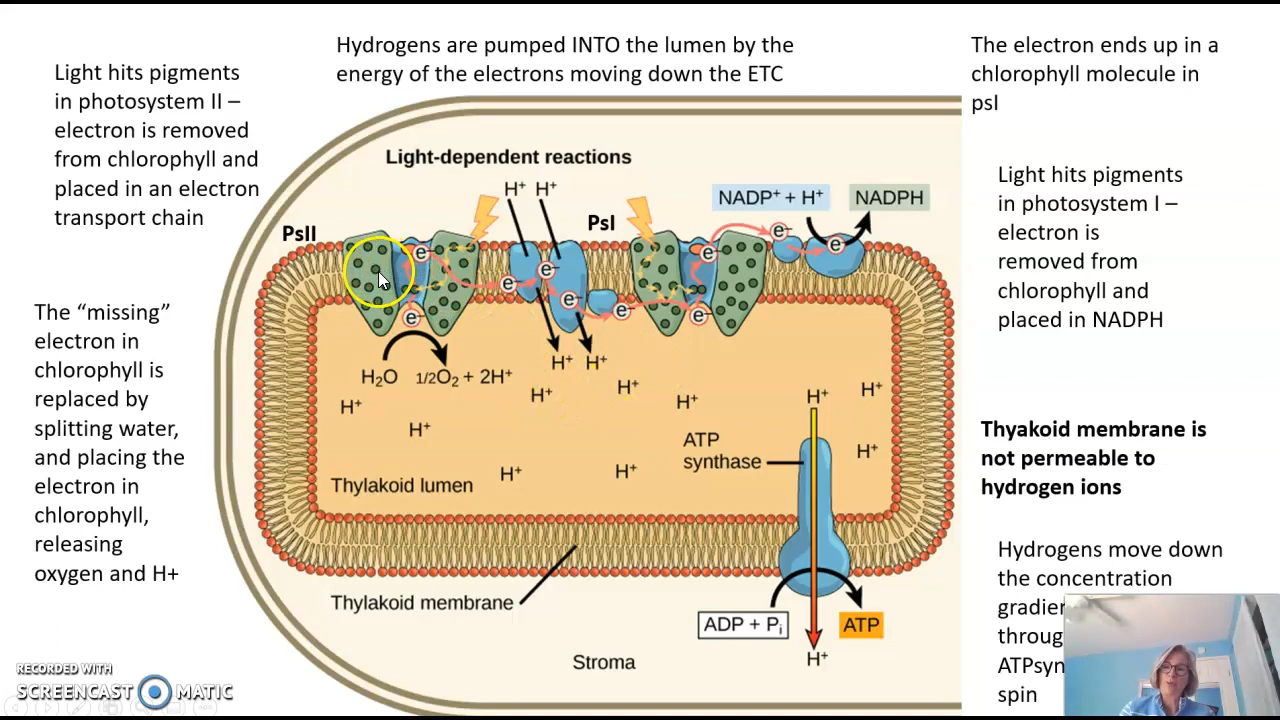 Hydrogens are pumped INTO the lumen by the
energy of the electrons moving down the ETC
Light hits pigments
in photosystem II –
electron is removed
from chlorophyll and
placed in an electron
transport chain
The "missing"
electron in
chlorophyll is
replaced by
splitting water,
and placing the
electron in
chlorophyll,
releasing
oxygen and H+
Light-dependent reactions
H⁺ H⁺
PsII
PsI
NADP⁺ + H⁺
NADPH
e⁻
e⁻
e⁻
e⁻
e⁻
e⁻
e⁻
e⁻
e⁻
e⁻
e⁻
H₂O 1/2O₂ + 2H⁺
H⁺ H⁺
H⁺
H⁺
H⁺
H⁺
H⁺
H⁺
H⁺
H⁺
H⁺
H⁺
ATP
synthase
Thylakoid lumen
Thylakoid membrane
ADP + Pi
ATP
H⁺
Stroma
The electron ends up in a
chlorophyll molecule in
psI
Light hits pigments
in photosystem I –
electron is
removed from
chlorophyll and
placed in NADPH
Thyakoid membrane is
not permeable to
hydrogen ions
Hydrogens move down
the concentration
gradie
throug
ATPsyn
spin
RECORDED WITH
SCREENCAST MATIC